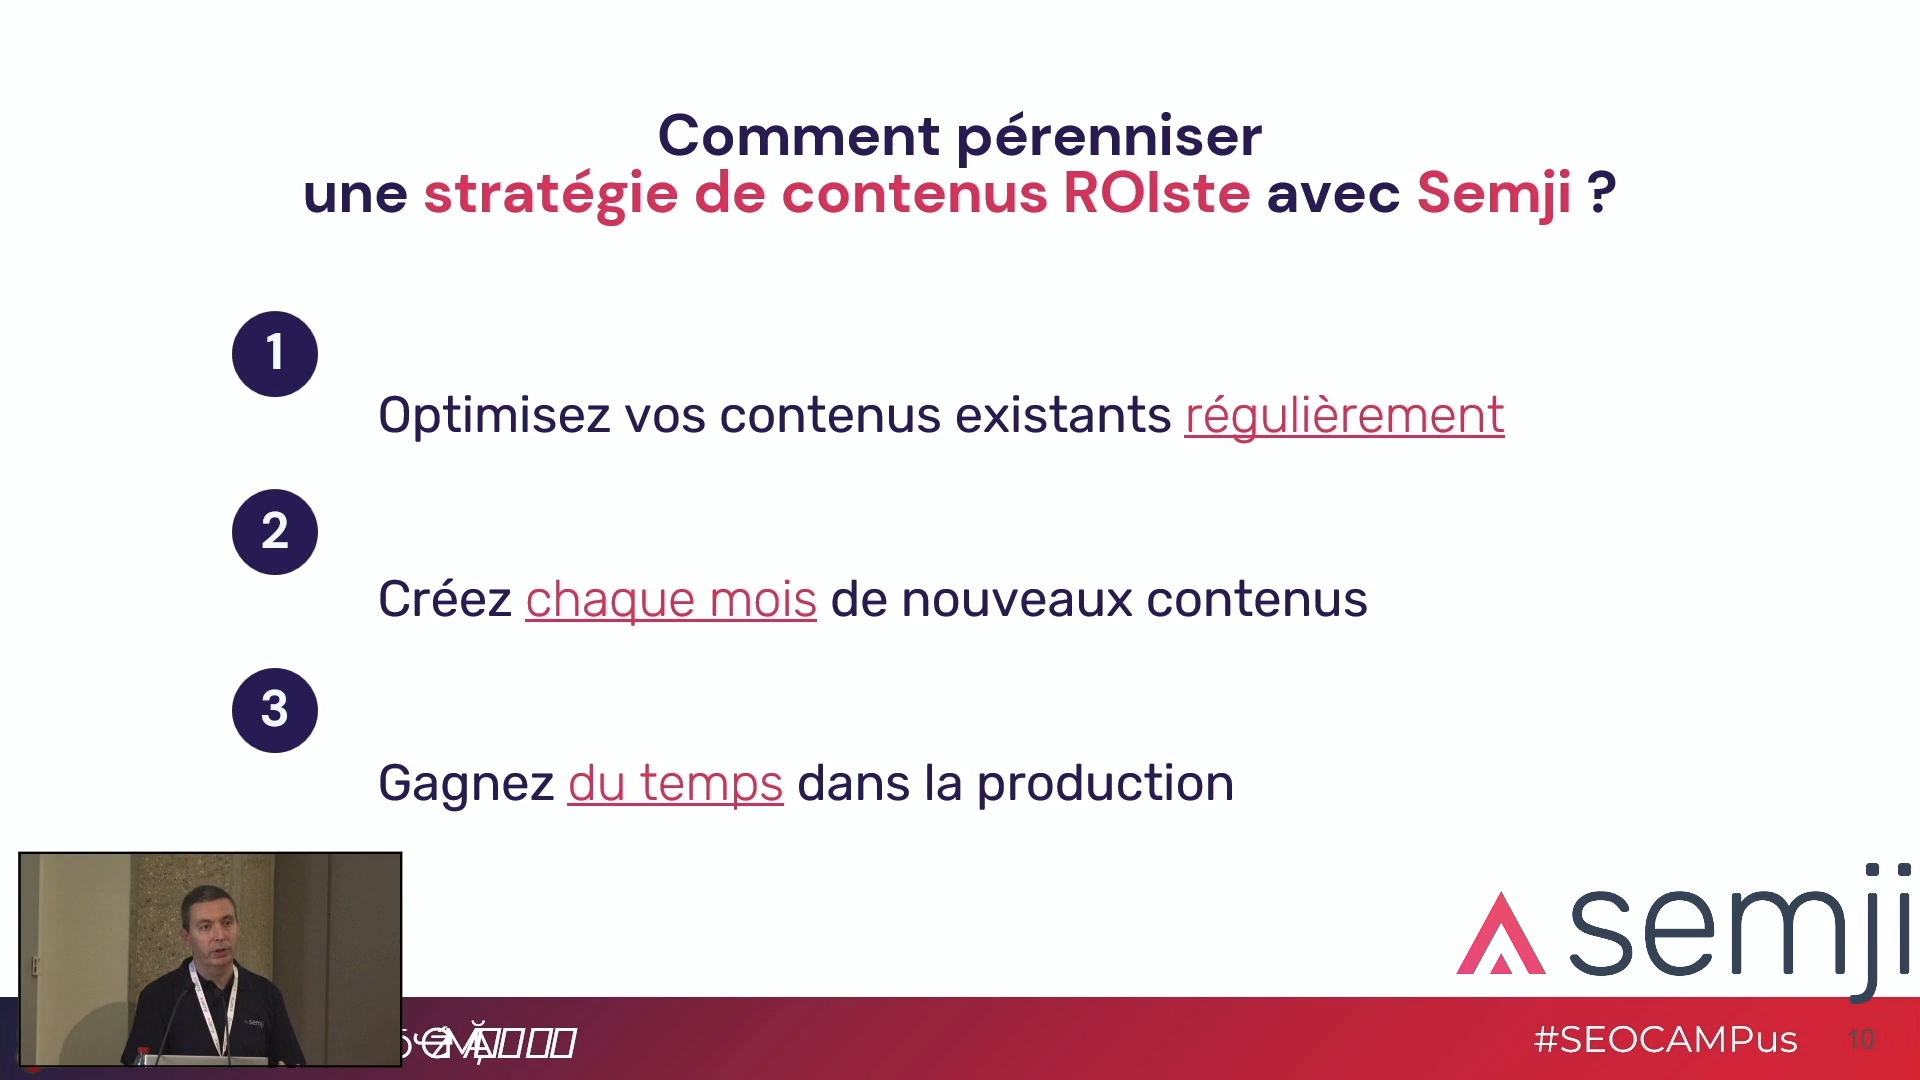 Comment pérenniser
une stratégie de contenus ROIste avec Semji ?
1
Optimisez vos contenus existants régulièrement
2
Créez chaque mois de nouveaux contenus
3
Gagnez du temps dans la production
semji
#SEOCAMPus
10